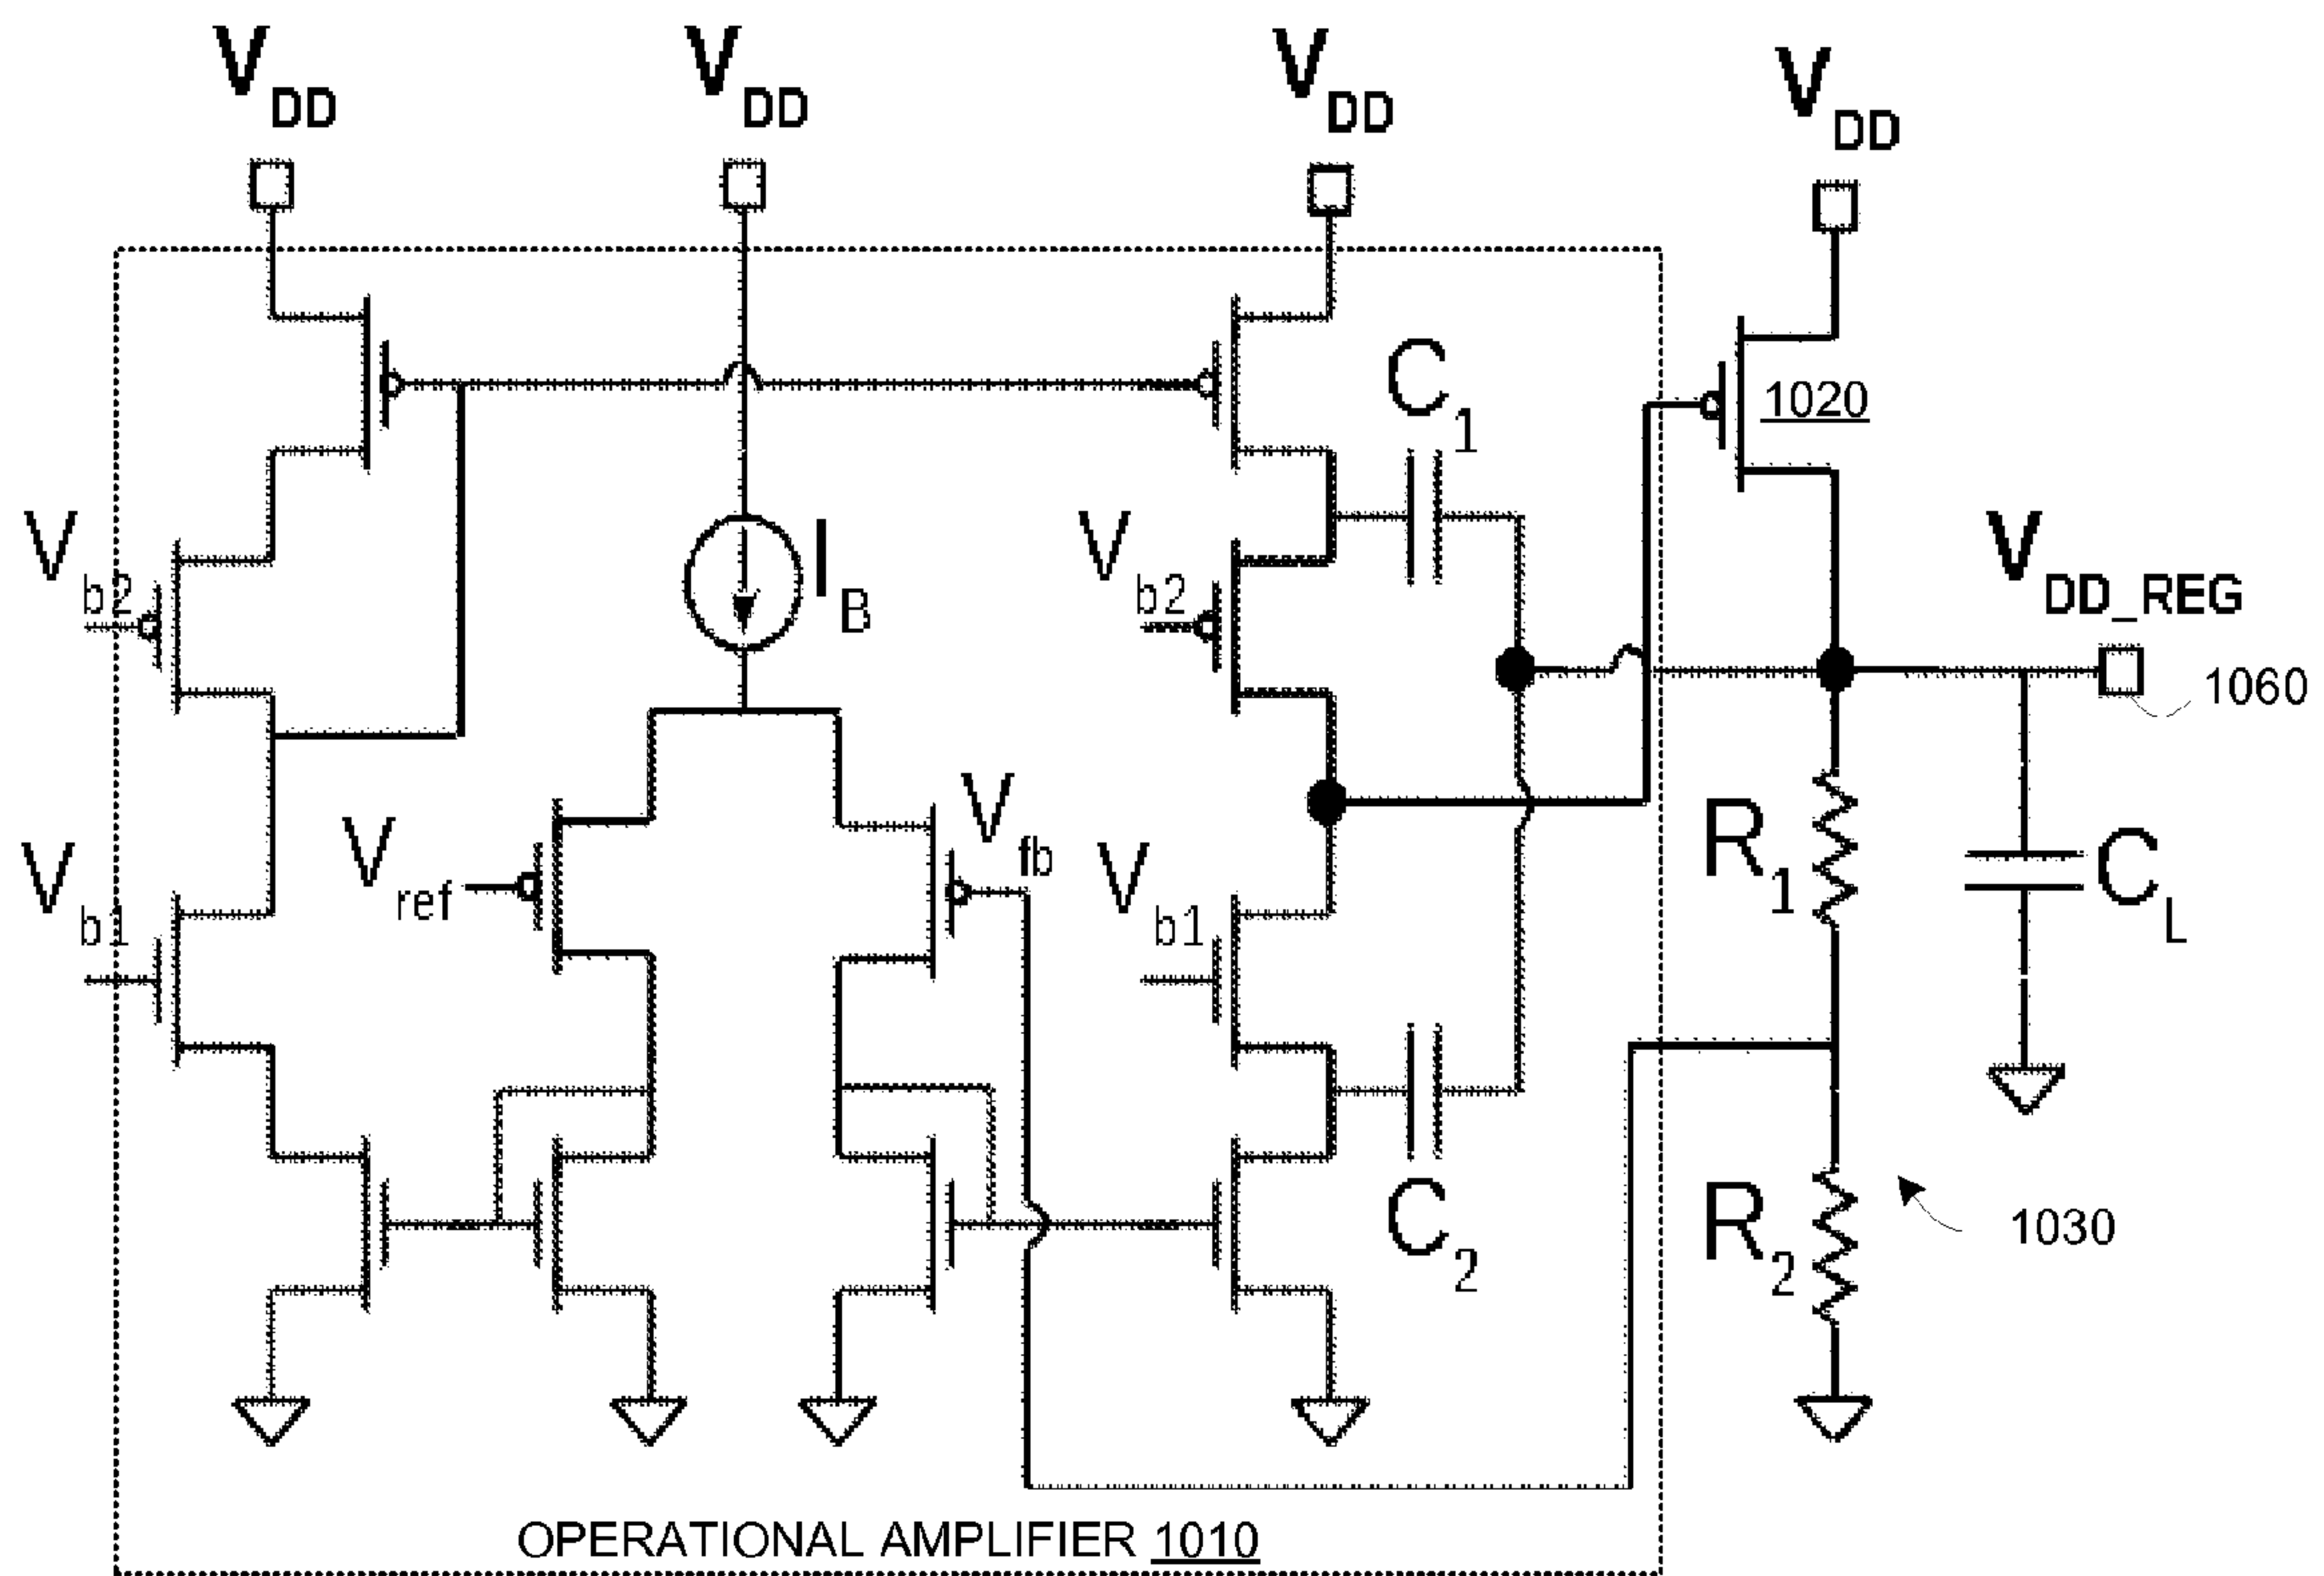 VDD
VDD
VDD
VDD
C1
1020
Vb2
IB
Vb2
VDD_REG
1060
Vref
Vfb
Vb1
Vb1
R1
CL
C2
R2
1030
OPERATIONAL AMPLIFIER 1010